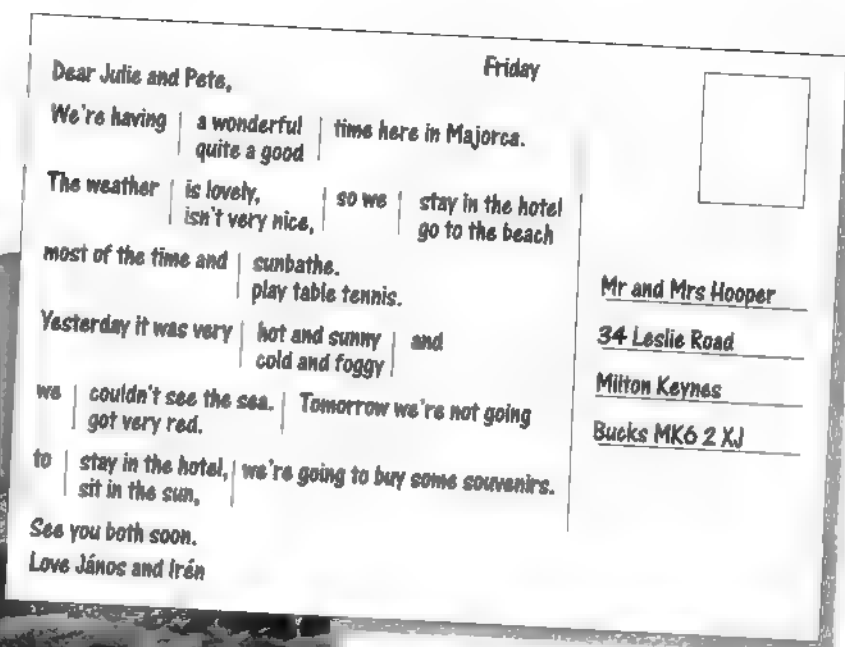 Friday
Dear Julie and Pete,
We're having | a wonderful | time here in Majorca.
quite a good
The weather | is lovely, | so we | stay in the hotel
isn't very nice, | go to the beach
most of the time and | sunbathe.
play table tennis.
Yesterday it was very | hot and sunny | and
cold and foggy
we | couldn't see the sea. | Tomorrow we're not going
got very red.
to | stay in the hotel, | we're going to buy some souvenirs.
sit in the sun,
See you both soon.
Love János and Irén
Mr and Mrs Hooper
34 Leslie Road
Milton Keynes
Bucks MK6 2 XJ